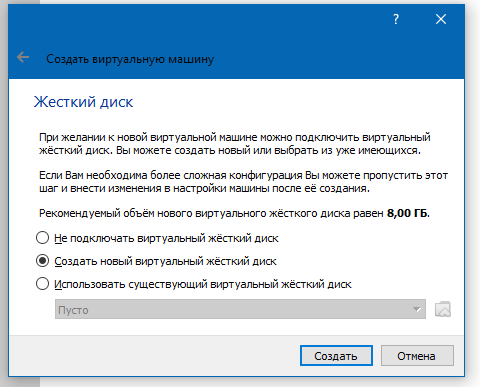 ?
Создать виртуальную машину
Жесткий диск
При желании к новой виртуальной машине можно подключить виртуальный
жёсткий диск. Вы можете создать новый или выбрать из уже имеющихся.
Если Вам необходима более сложная конфигурация Вы можете пропустить этот
шаг и внести изменения в настройки машины после её создания.
Рекомендуемый объём нового виртуального жёсткого диска равен 8,00 ГБ.
Не подключать виртуальный жёсткий диск
Создать новый виртуальный жёсткий диск
Использовать существующий виртуальный жёсткий диск
Пусто
Создать
Отмена